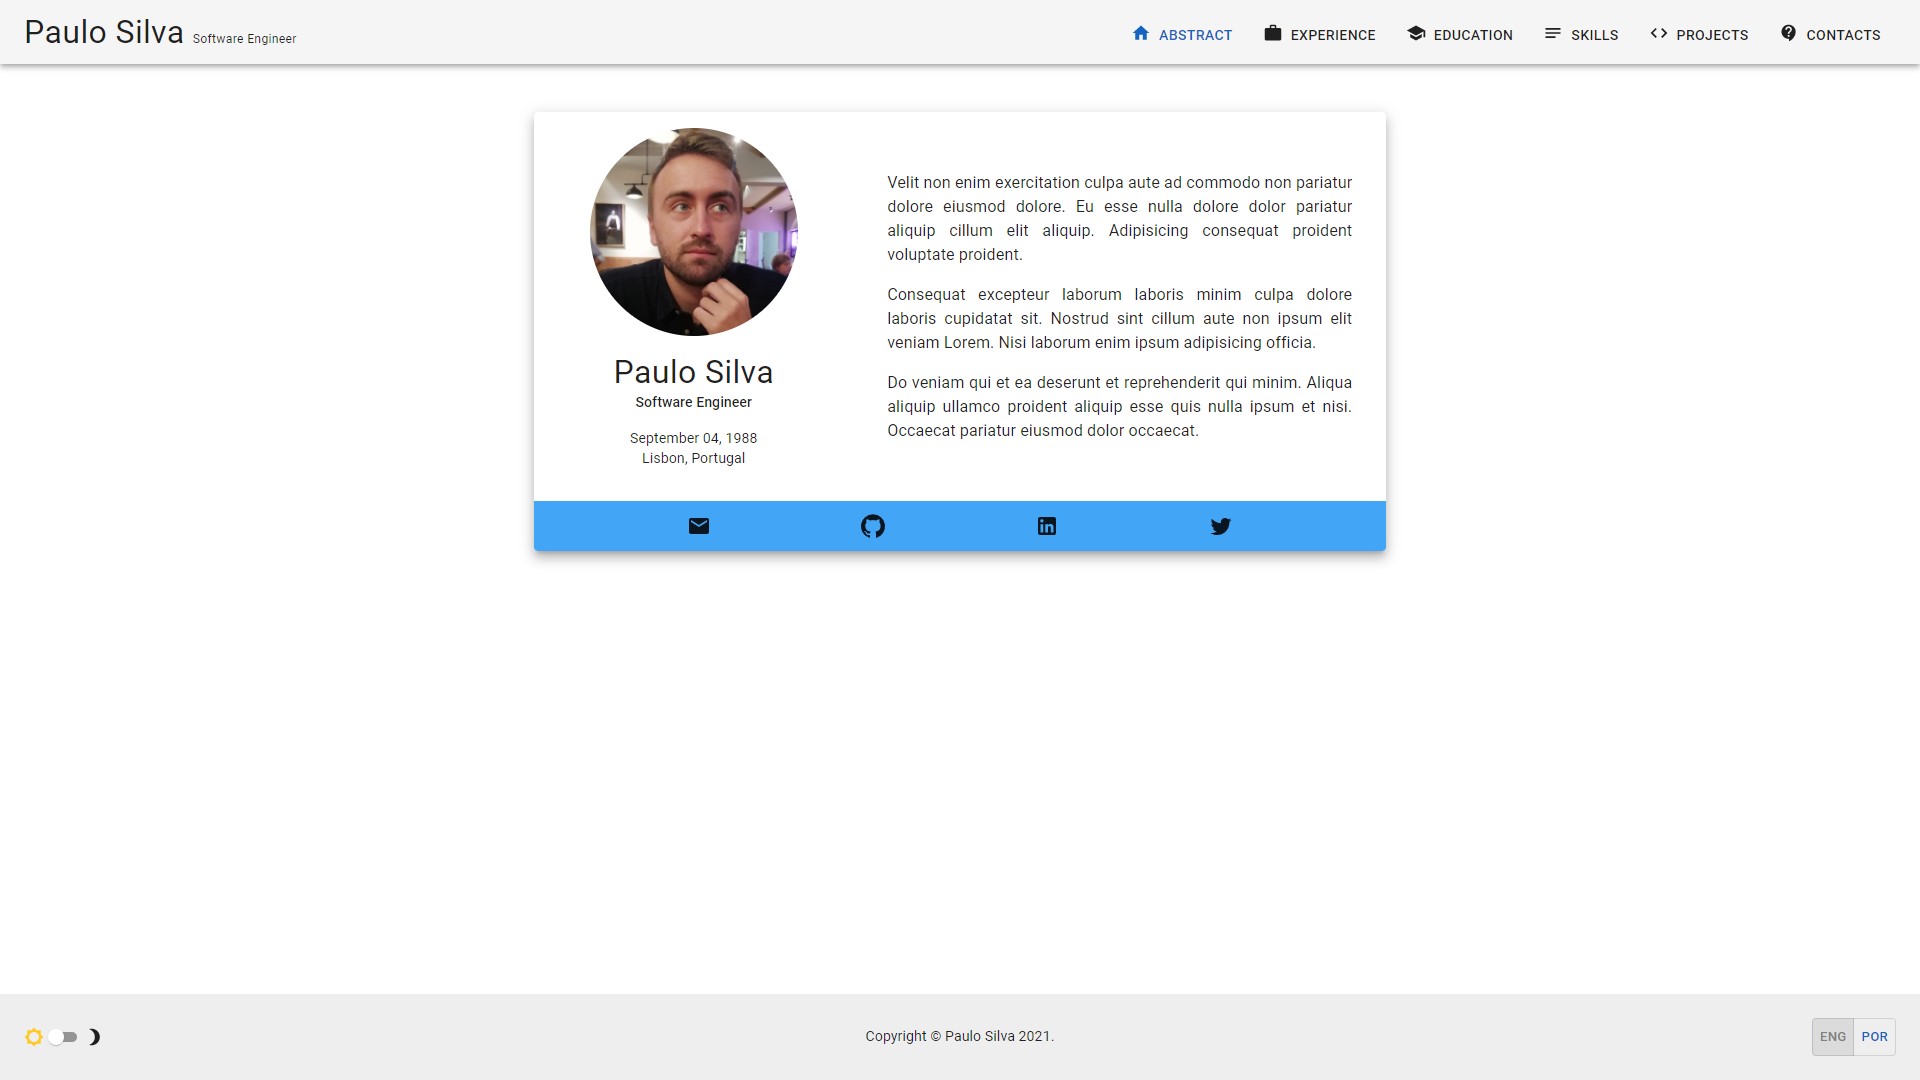 Paulo Silva Software Engineer
ABSTRACT EXPERIENCE EDUCATION SKILLS PROJECTS CONTACTS
Paulo Silva
Software Engineer
September 04, 1988
Lisbon, Portugal
Velit non enim exercitation culpa aute ad commodo non pariatur
dolore eiusmod dolore. Eu esse nulla dolore dolor pariatur
aliquip cillum elit aliquip. Adipisicing consequat proident
voluptate proident.
Consequat excepteur laborum laboris minim culpa dolore
laboris cupidatat sit. Nostrud sint cillum aute non ipsum elit
veniam Lorem. Nisi laborum enim ipsum adipisicing officia.
Do veniam qui et ea deserunt et reprehenderit qui minim. Aliqua
aliquip ullamco proident aliquip esse quis nulla ipsum et nisi.
Occaecat pariatur eiusmod dolor occaecat.
Copyright © Paulo Silva 2021.
ENG POR